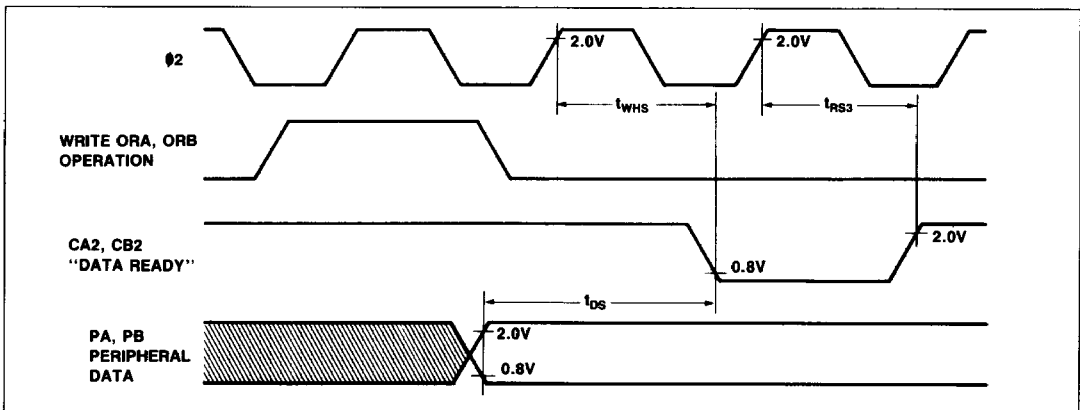 ϕ2
2.0V
2.0V
tWHS
tRS3
WRITE ORA, ORB
OPERATION
CA2, CB2
"DATA READY"
0.8V
2.0V
tDS
PA, PB
PERIPHERAL
DATA
2.0V
0.8V